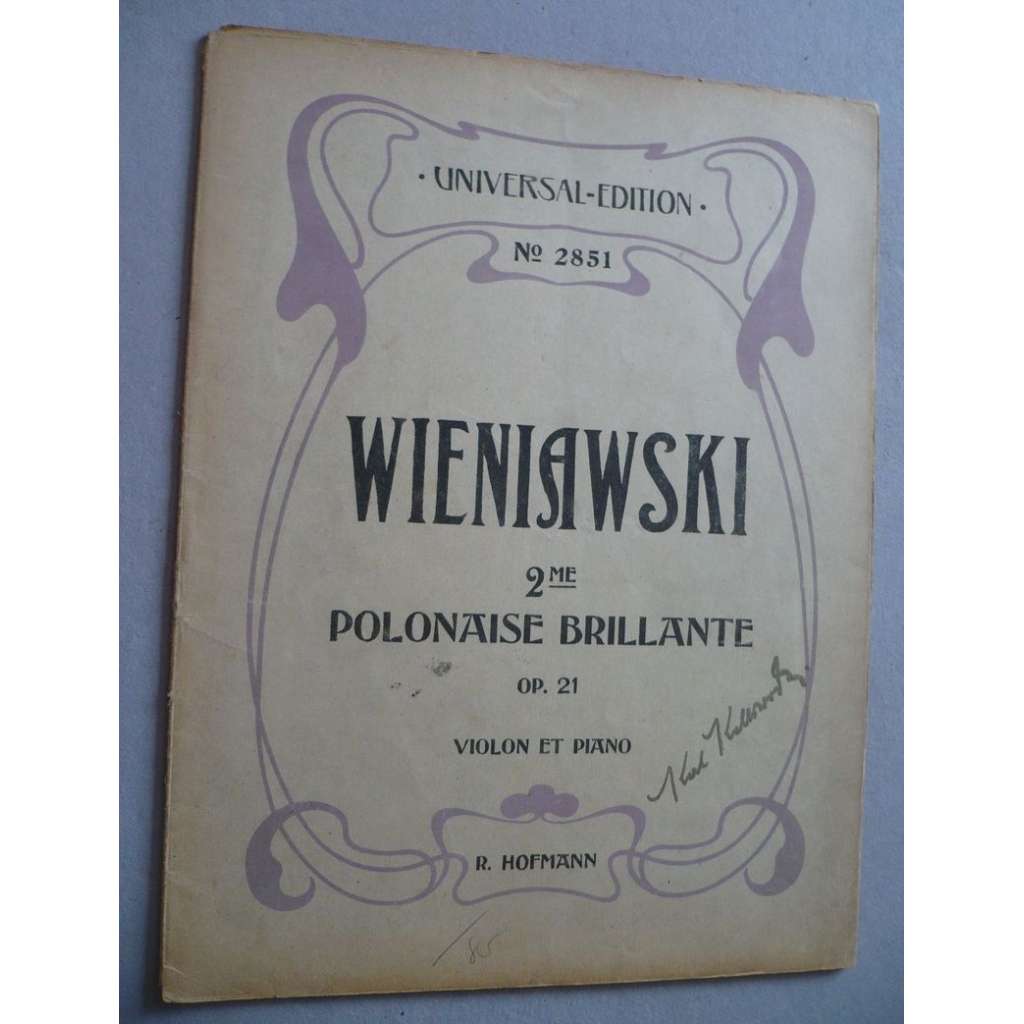 · UNIVERSAL-EDITION ·
Nº 2851
WIENIAWSKI
2ME
POLONAISE BRILLANTE
OP. 21
VIOLON ET PIANO
R. HOFMANN